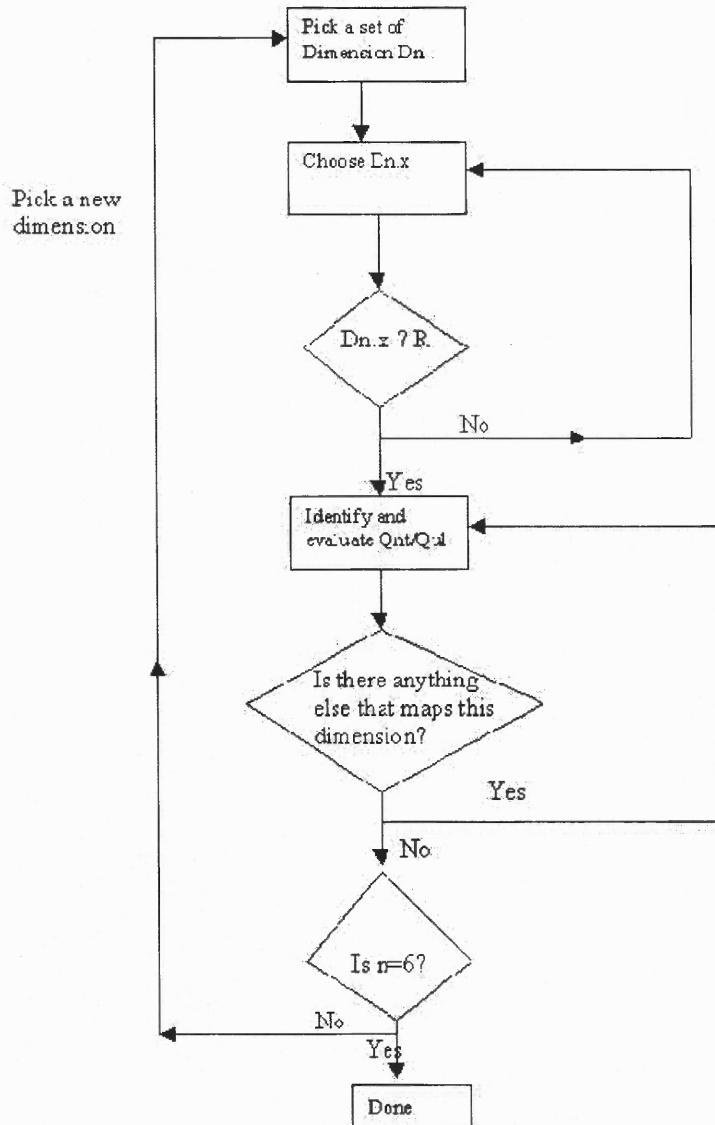 Pick a set of
Dimension Dn
Choose Dn.x
Pick a new
dimension
Dn.x ? R
No
Yes
Identify and
evaluate Qnt/Qul
Is there anything
else that maps this
dimension?
Yes
No
Is n=6?
No
Yes
Done